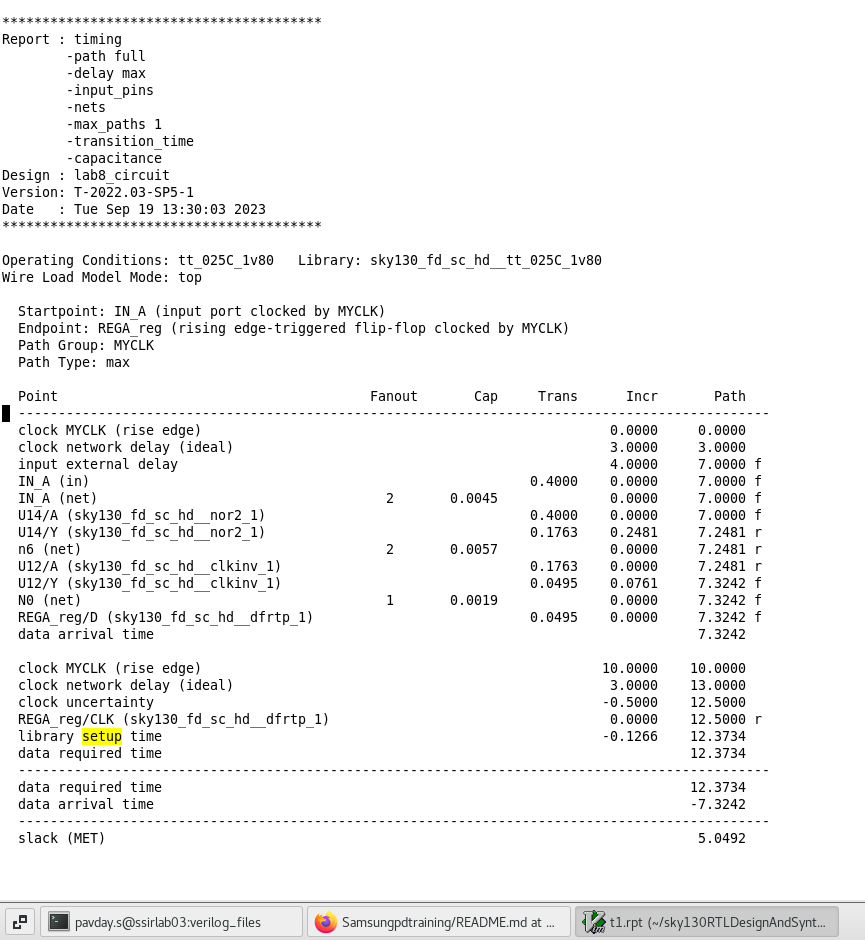 ****************************************
Report : timing
        -path full
        -delay max
        -input_pins
        -nets
        -max_paths 1
        -transition_time
        -capacitance
Design : lab8_circuit
Version: T-2022.03-SP5-1
Date   : Tue Sep 19 13:30:03 2023
****************************************

Operating Conditions: tt_025C_1v80   Library: sky130_fd_sc_hd__tt_025C_1v80
Wire Load Model Mode: top

  Startpoint: IN_A (input port clocked by MYCLK)
  Endpoint: REGA_reg (rising edge-triggered flip-flop clocked by MYCLK)
  Path Group: MYCLK
  Path Type: max

  Point                                       Fanout       Cap     Trans      Incr       Path
  ----------------------------------------------------------------------------------------------
  clock MYCLK (rise edge)                                                   0.0000     0.0000
  clock network delay (ideal)                                               3.0000     3.0000
  input external delay                                                      4.0000     7.0000 f
  IN_A (in)                                                       0.4000    0.0000     7.0000 f
  IN_A (net)                                    2       0.0045              0.0000     7.0000 f
  U14/A (sky130_fd_sc_hd__nor2_1)                                 0.4000    0.0000     7.0000 f
  U14/Y (sky130_fd_sc_hd__nor2_1)                                 0.1763    0.2481     7.2481 r
  n6 (net)                                      2       0.0057              0.0000     7.2481 r
  U12/A (sky130_fd_sc_hd__clkinv_1)                               0.1763    0.0000     7.2481 r
  U12/Y (sky130_fd_sc_hd__clkinv_1)                               0.0495    0.0761     7.3242 f
  N0 (net)                                      1       0.0019              0.0000     7.3242 f
  REGA_reg/D (sky130_fd_sc_hd__dfrtp_1)                           0.0495    0.0000     7.3242 f
  data arrival time                                                                    7.3242

  clock MYCLK (rise edge)                                                  10.0000    10.0000
  clock network delay (ideal)                                               3.0000    13.0000
  clock uncertainty                                                        -0.5000    12.5000
  REGA_reg/CLK (sky130_fd_sc_hd__dfrtp_1)                                   0.0000    12.5000 r
  library setup time                                                       -0.1266    12.3734
  data required time                                                                  12.3734
  ----------------------------------------------------------------------------------------------
  data required time                                                                  12.3734
  data arrival time                                                                   -7.3242
  ----------------------------------------------------------------------------------------------
  slack (MET)                                                                          5.0492

pavday.s@ssirlab03:verilog_files   Samsungpdtraining/README.md at ...   t1.rpt (~/sky130RTLDesignAndSynt...